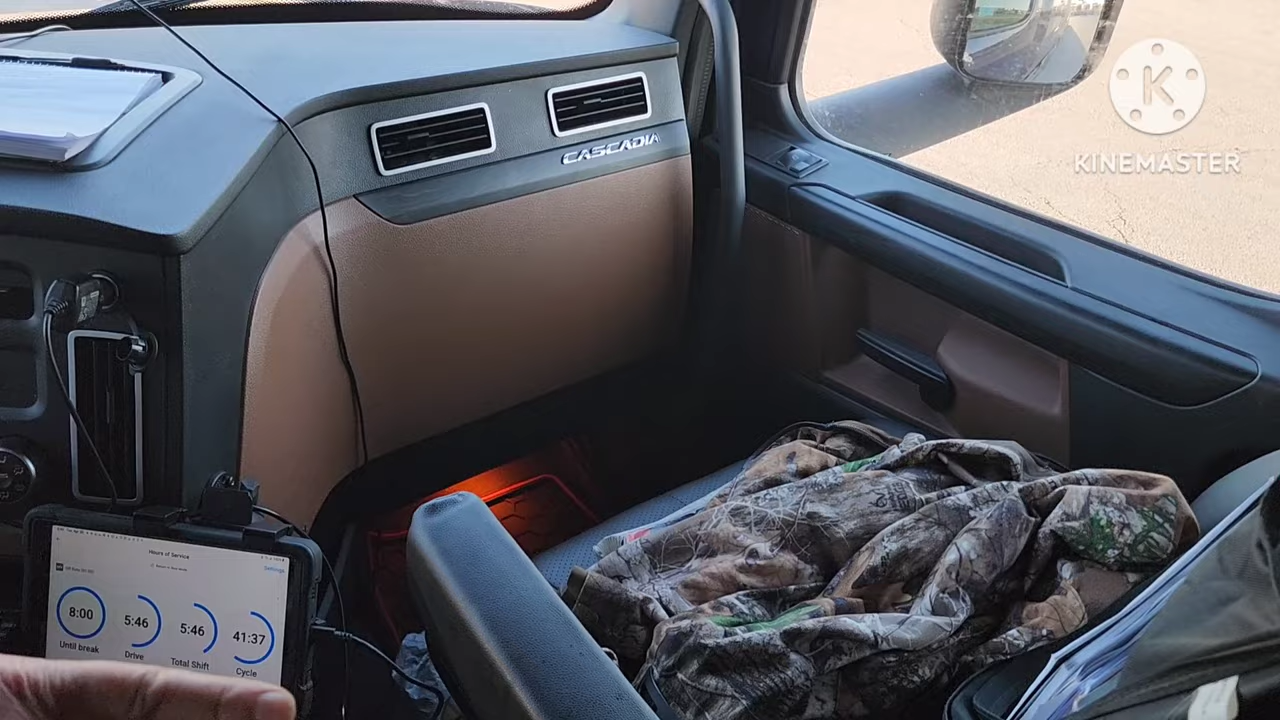 KINEMASTER
CASCADIA
Hours of Service
Settings
8:00
Until break
5:46
Drive
5:46
Total Shift
41:37
Cycle